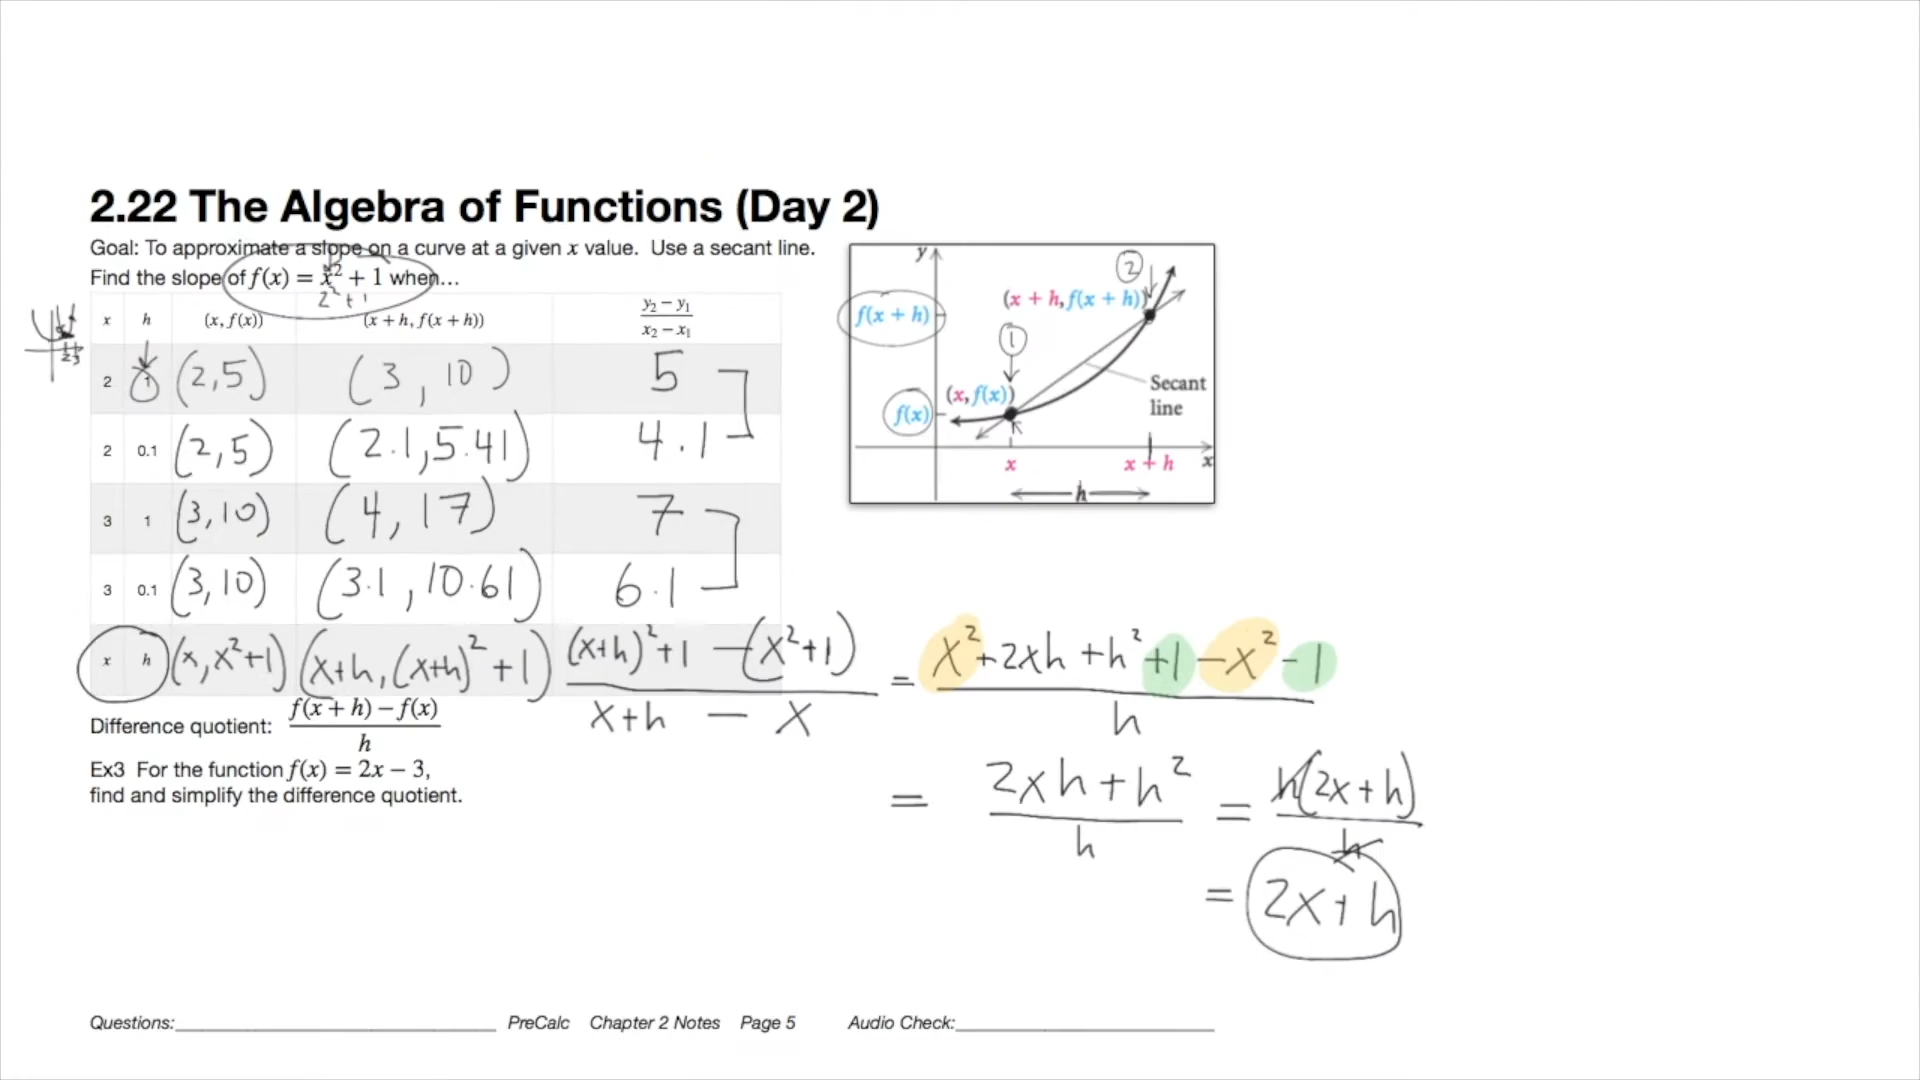 2.22 The Algebra of Functions (Day 2)
Goal: To approximate a slope on a curve at a given x value. Use a secant line.
Find the slope of f(x) = x² + 1 when...
2² + 1
x h (x, f(x)) (x + h, f(x + h)) (y₂ − y₁)/(x₂ − x₁)
2 1 (2,5) (3, 10) 5
2 0.1 (2,5) (2.1, 5.41) 4.1
3 1 (3,10) (4, 17) 7
3 0.1 (3,10) (3.1, 10.61) 6.1
x h (x, x²+1) (x+h, (x+h)²+1) ((x+h)²+1 − (x²+1))/(x+h − x) = (x²+2xh+h²+1−x²−1)/h
= (2xh+h²)/h = h(2x+h)/h
= 2x+h
Difference quotient: (f(x + h) − f(x))/h
Ex3 For the function f(x) = 2x − 3,
find and simplify the difference quotient.
y
2
(x + h, f(x + h))
f(x + h)
1
(x, f(x))
f(x)
Secant
line
x x + h x
h
Questions: PreCalc Chapter 2 Notes Page 5 Audio Check: